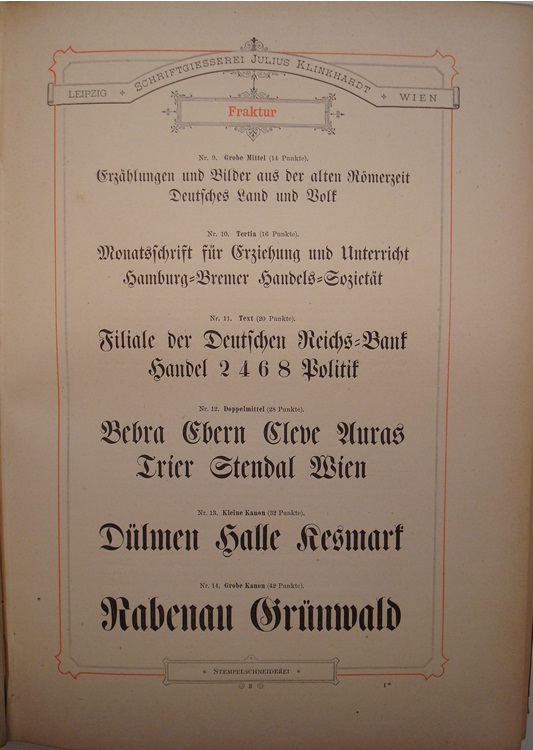 SCHRIFTGIESSEREI JULIUS KLINKHARDT
LEIPZIG
WIEN
Fraktur
Nr. 9. Grobe Mittel (14 Punkte).
Erzählungen und Bilder aus der alten Römerzeit
Deutsches Land und Volk
Nr. 10. Tertia (16 Punkte).
Monatsschrift für Erziehung und Unterricht
Hamburg-Bremer Handels-Sozietät
Nr. 11. Text (20 Punkte).
Filiale der Deutschen Reichs-Bank
Handel 2 4 6 8 Politik
Nr. 12. Doppelmittel (28 Punkte).
Bebra Ebern Cleve Auras
Trier Stendal Wien
Nr. 13. Kleine Kanon (32 Punkte).
Dülmen Halle Kesmark
Nr. 14. Grobe Kanon (42 Punkte).
Rabenau Grünwald
STEMPELSCHNEIDEREI
3 1*